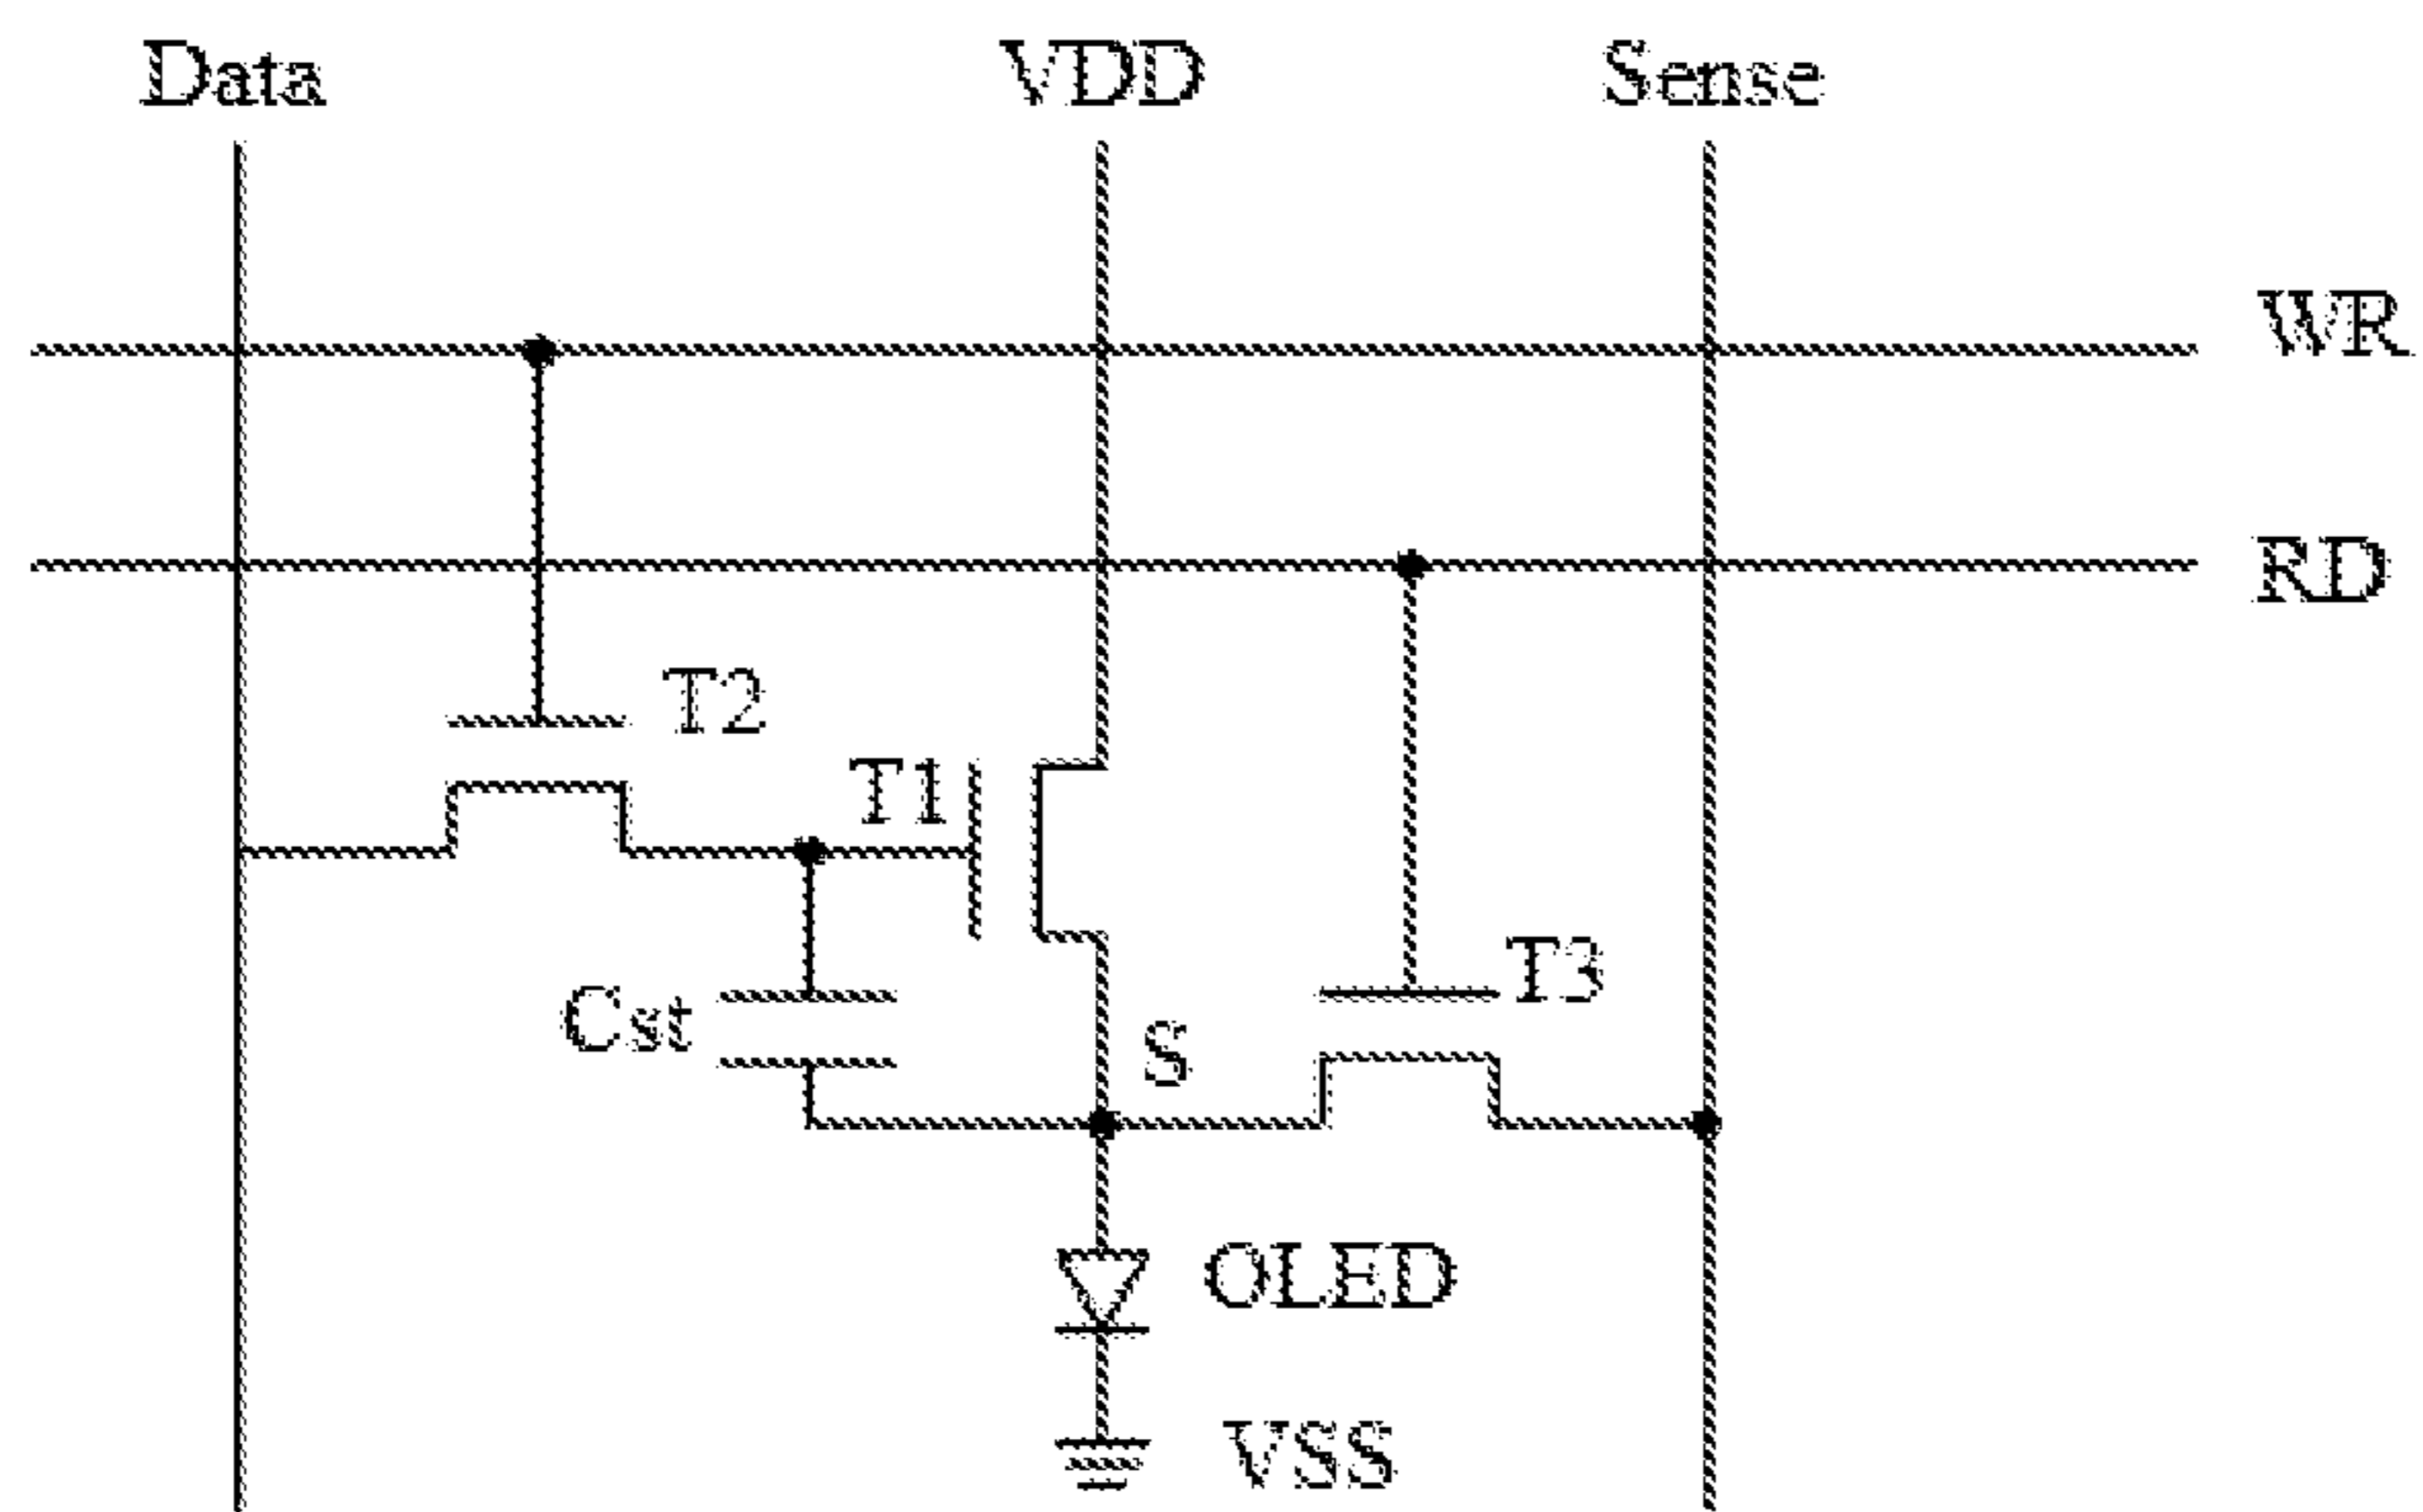 Data VDD Sense
WR
RD
T2
T1
T3
Cst
S
OLED
VSS